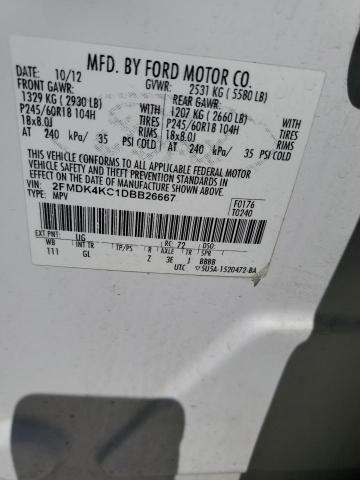 MFD. BY FORD MOTOR CO.
10/12 GVWR: 2531 KG (5580 LB)
FRONT GAWR: REAR GAWR:
1329 KG (2930 LB) WITH 1207 KG (2660 LB) WITH
P245/60R18 104H TIRES P245/60R18 104H TIRES
18x8.0J RIMS 18x8.0J RIMS
AT 240 kPa/ 35 PSI COLD AT 240 kPa/ 35 PSI COLD
THIS VEHICLE CONFORMS TO ALL APPLICABLE FEDERAL MOTOR
VEHICLE SAFETY AND THEFT PREVENTION STANDARDS IN EFFECT
ON THE DATE OF MANUFACTURE SHOWN ABOVE.
VIN: 2FMDK4KC1DBB26667 F0176
TYPE: MPV T0240
EXT PNT: UG RC: 72 DSO:
WB INT TR TP/PS R AXLE TR SPR
111 GL Z 3E J BBBB
UTC 5U5A-1520472-BA